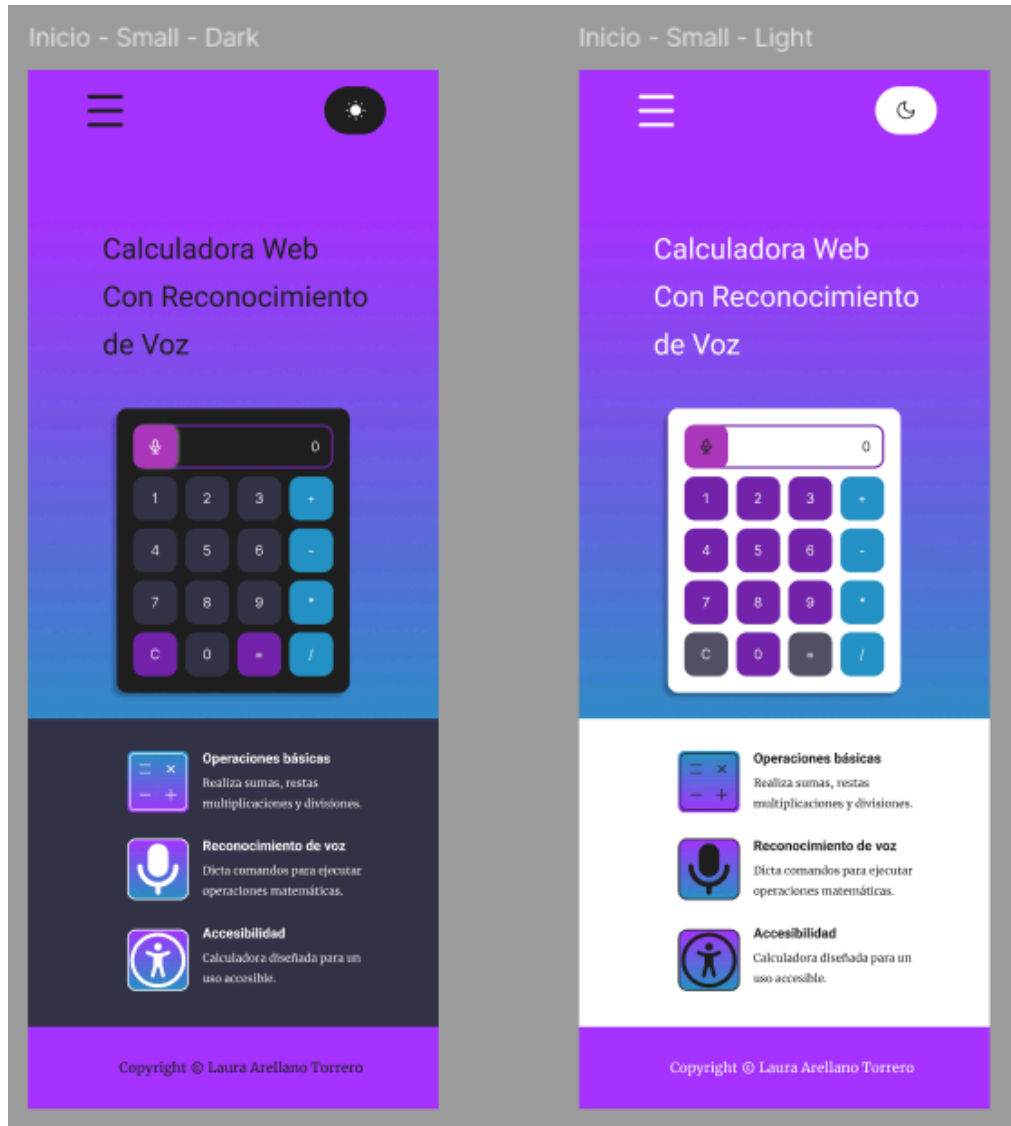 Inicio - Small - Dark
Calculadora Web
Con Reconocimiento
de Voz
0
1 2 3 +
4 5 6 -
7 8 9 *
C 0 = /
Operaciones básicas
Realiza sumas, restas
multiplicaciones y divisiones.
Reconocimiento de voz
Dicta comandos para ejecutar
operaciones matemáticas.
Accesibilidad
Calculadora diseñada para un
uso accesible.
Copyright © Laura Arellano Torrero
Inicio - Small - Light
Calculadora Web
Con Reconocimiento
de Voz
0
1 2 3 +
4 5 6 -
7 8 9 *
C 0 = /
Operaciones básicas
Realiza sumas, restas
multiplicaciones y divisiones.
Reconocimiento de voz
Dicta comandos para ejecutar
operaciones matemáticas.
Accesibilidad
Calculadora diseñada para un
uso accesible.
Copyright © Laura Arellano Torrero